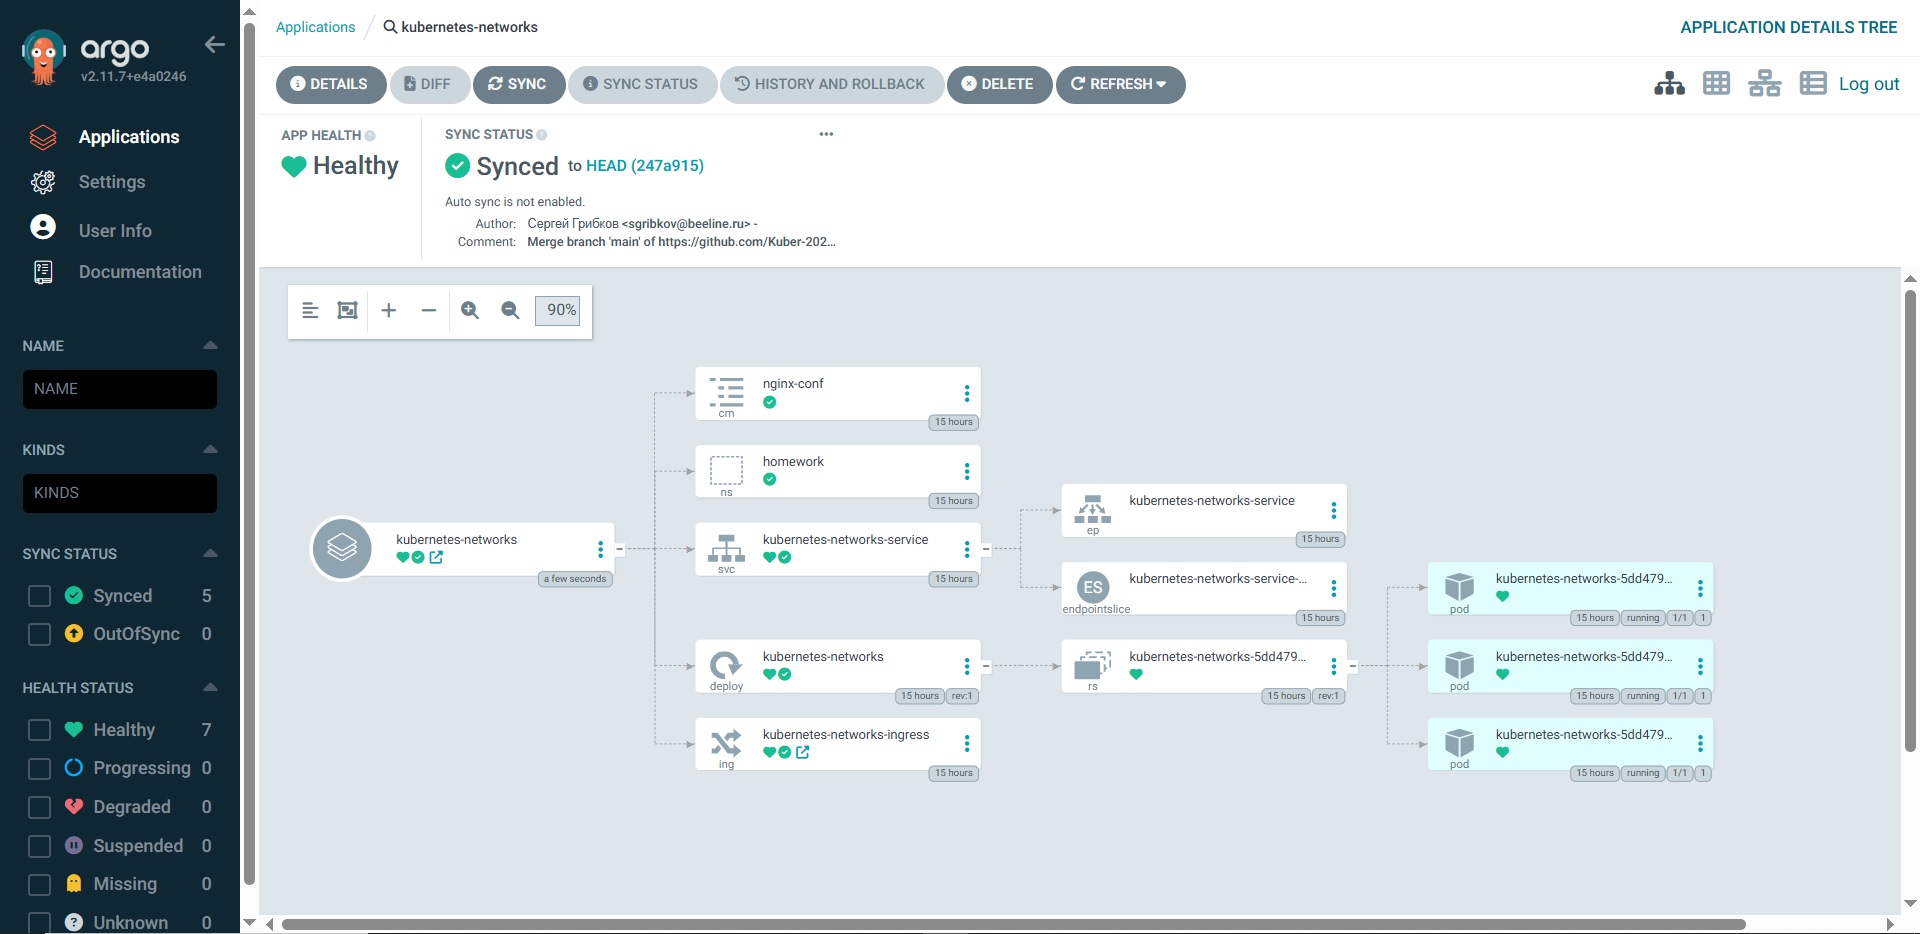 argo
v2.11.7+e4a0246
Applications
Settings
User Info
Documentation
NAME
NAME
KINDS
KINDS
SYNC STATUS
Synced 5
OutOfSync 0
HEALTH STATUS
Healthy 7
Progressing 0
Degraded 0
Suspended 0
Missing 0
Unknown 0
Applications / kubernetes-networks
APPLICATION DETAILS TREE
DETAILS DIFF SYNC SYNC STATUS HISTORY AND ROLLBACK DELETE REFRESH
Log out
APP HEALTH
Healthy
SYNC STATUS
...
Synced to HEAD (247a915)
Auto sync is not enabled.
Author: Сергей Грибков <sgribkov@beeline.ru> -
Comment: Merge branch 'main' of https://github.com/Kuber-202...
90%
kubernetes-networks
a few seconds
nginx-conf
cm
15 hours
homework
ns
15 hours
kubernetes-networks-service
svc
15 hours
kubernetes-networks
deploy
15 hours rev:1
kubernetes-networks-ingress
ing
15 hours
kubernetes-networks-service
ep
15 hours
ES
kubernetes-networks-service-...
endpointslice
15 hours
kubernetes-networks-5dd479...
rs
15 hours rev:1
kubernetes-networks-5dd479...
pod
15 hours running 1/1 1
kubernetes-networks-5dd479...
pod
15 hours running 1/1 1
kubernetes-networks-5dd479...
pod
15 hours running 1/1 1